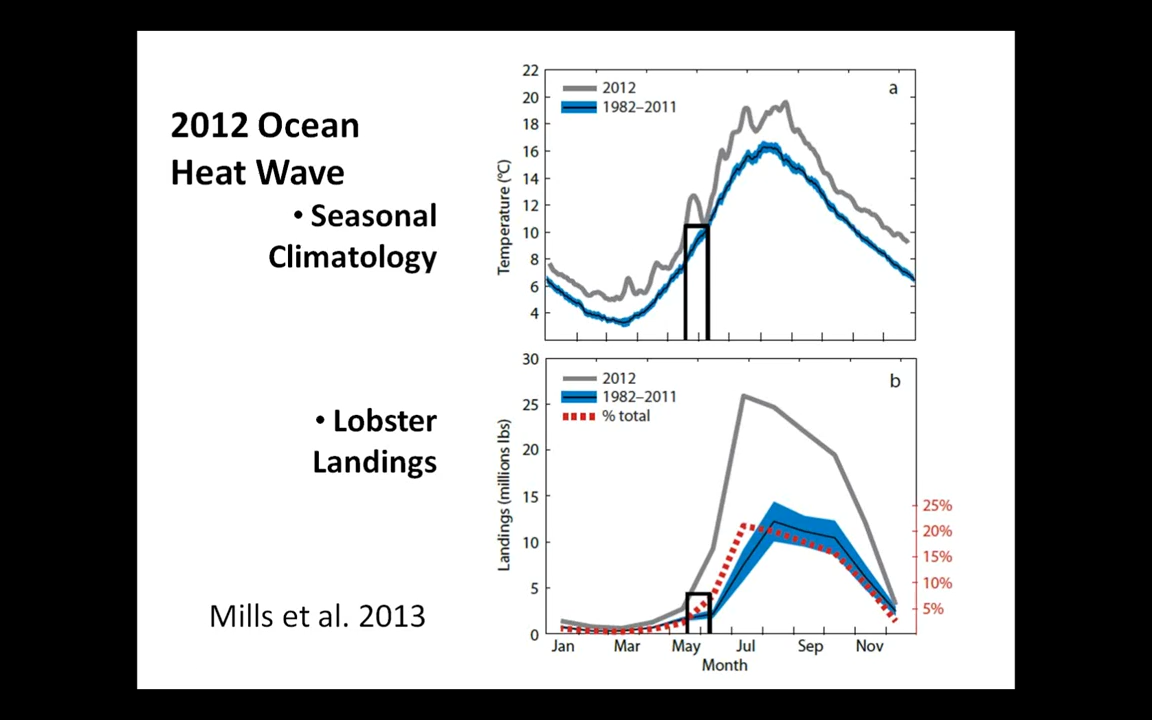 2012 Ocean
Heat Wave
• Seasonal
Climatology
• Lobster
Landings
Mills et al. 2013
a
2012
1982–2011
Temperature (°C)
22
20
18
16
14
12
10
8
6
4
b
2012
1982–2011
% total
Landings (millions lbs)
30
25
20
15
10
5
0
25%
20%
15%
10%
5%
Jan Mar May Jul Sep Nov
Month